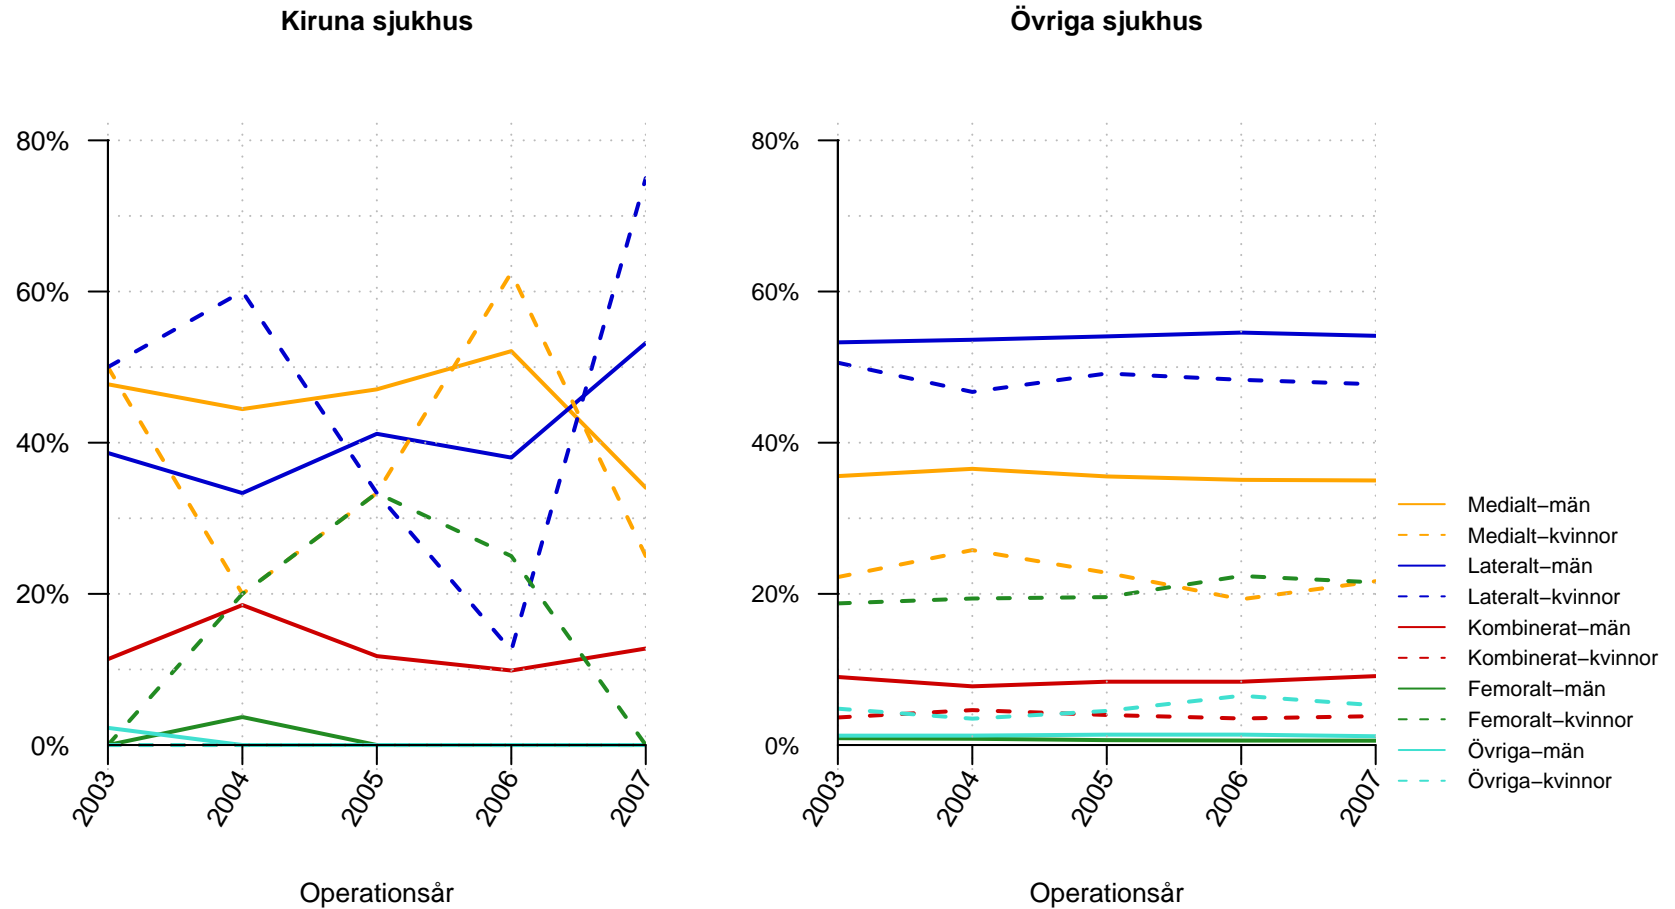 Kiruna sjukhus
80%
60%
40%
20%
0%
2003
2004
2005
2006
2007
Operationsår
Övriga sjukhus
80%
60%
40%
20%
0%
2003
2004
2005
2006
2007
Operationsår
Medialt−män
Medialt−kvinnor
Lateralt−män
Lateralt−kvinnor
Kombinerat−män
Kombinerat−kvinnor
Femoralt−män
Femoralt−kvinnor
Övriga−män
Övriga−kvinnor